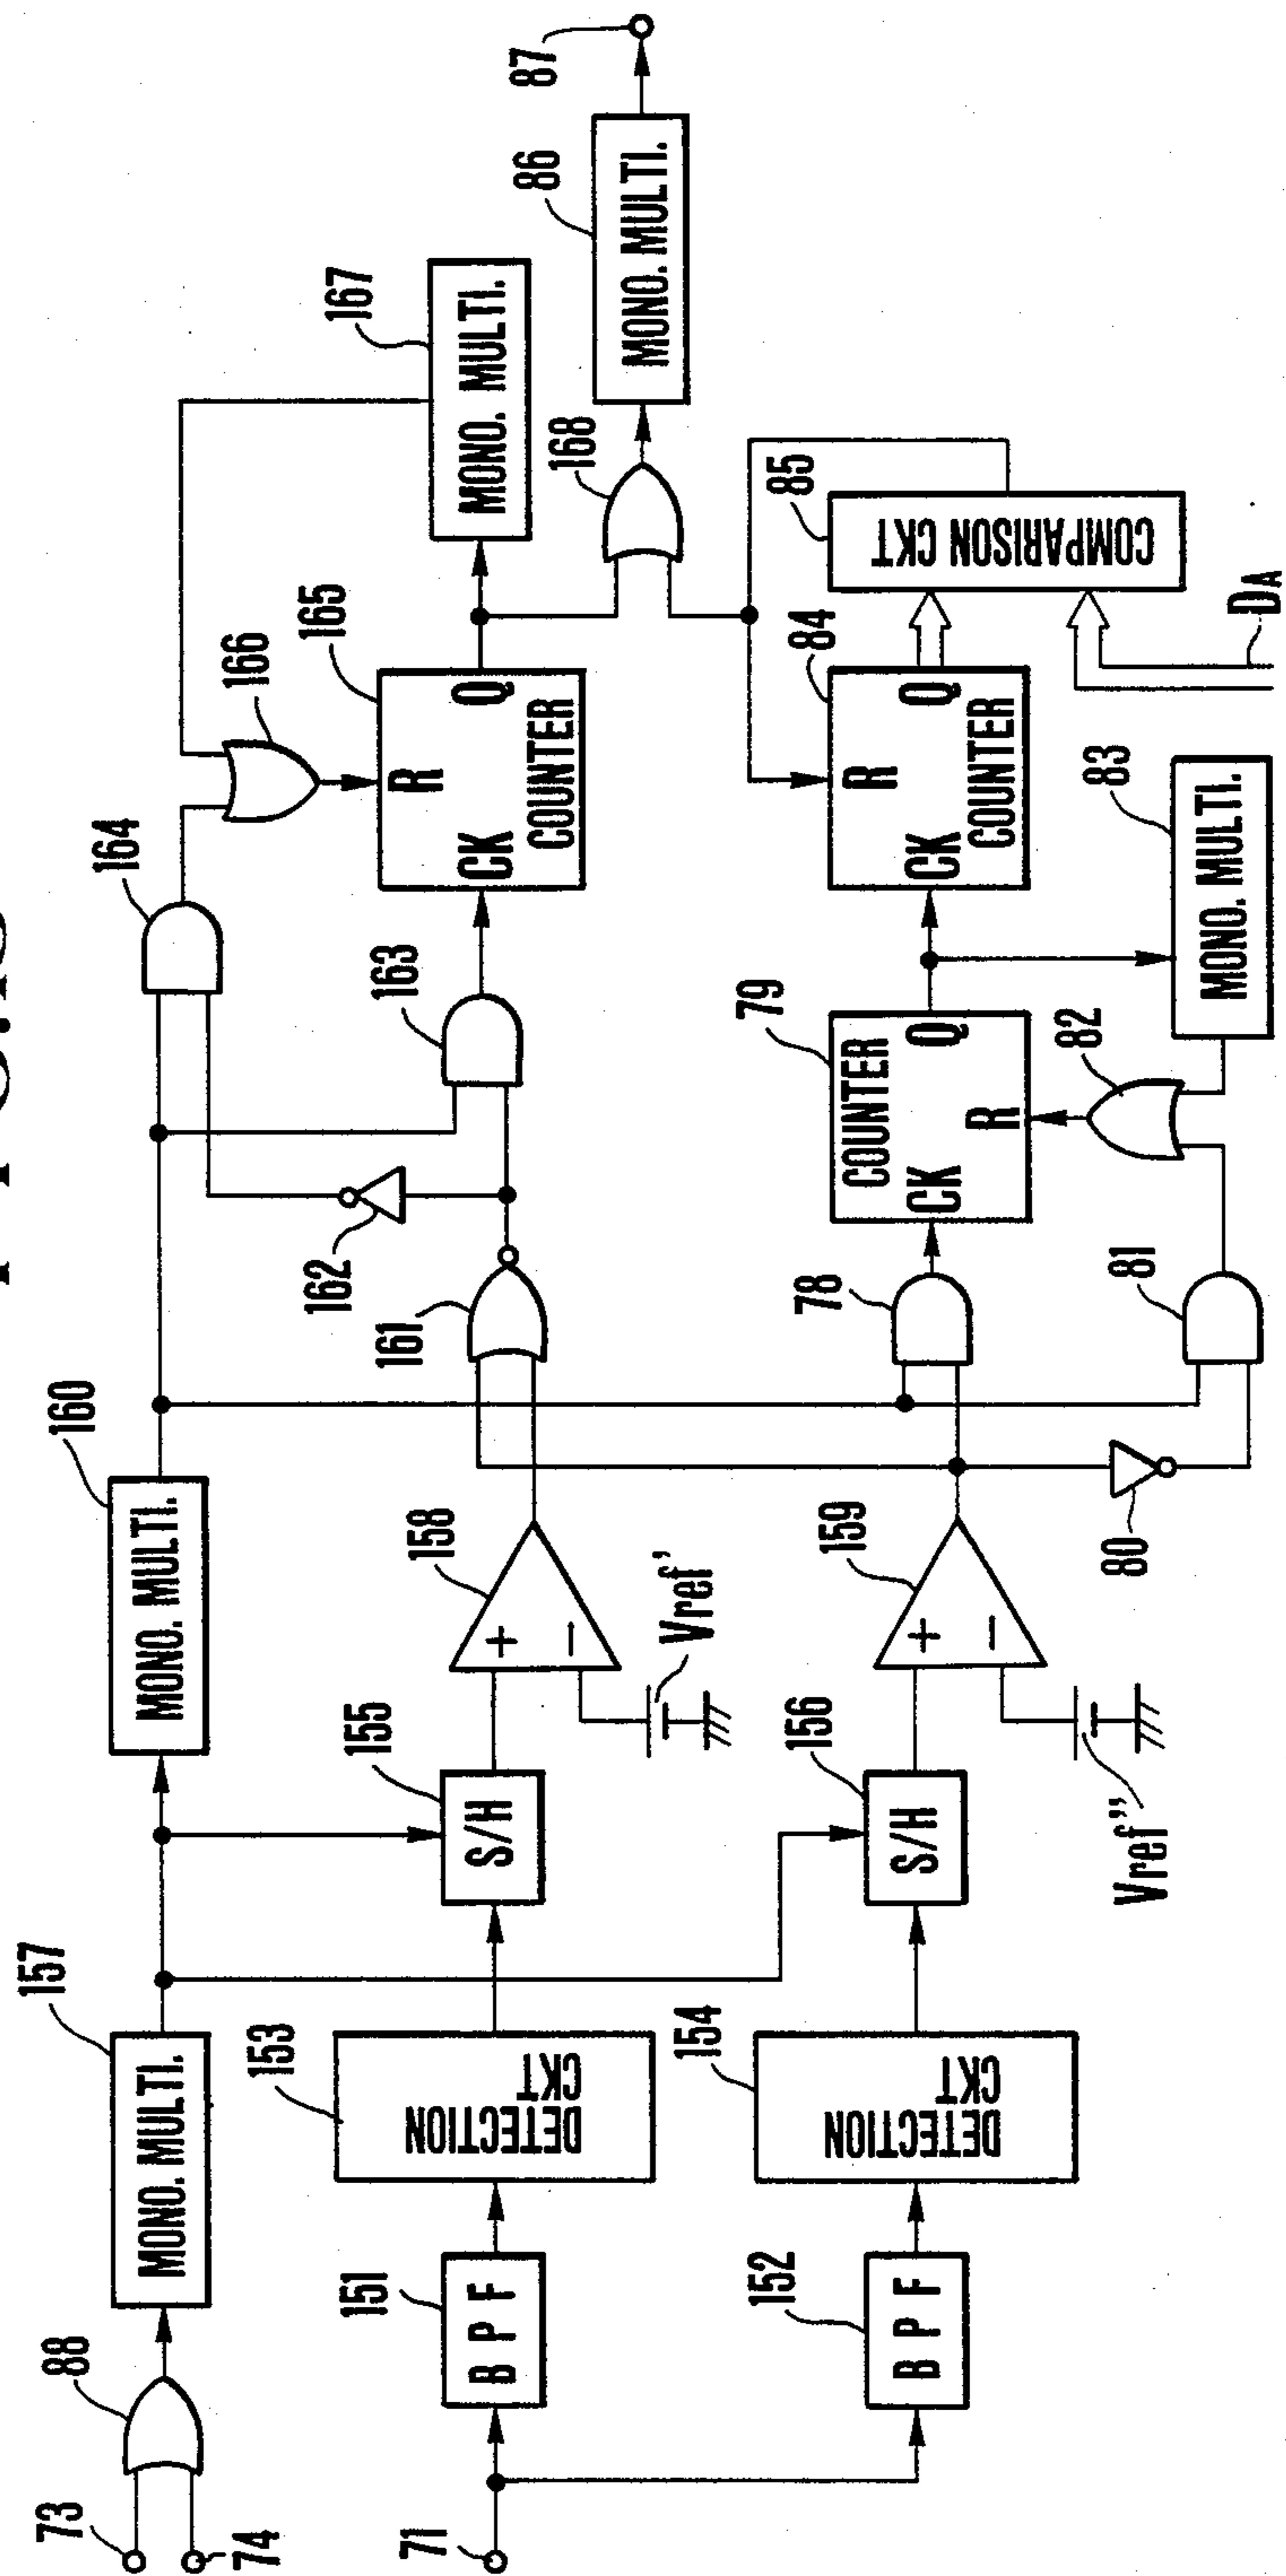 73
74
88
157
MONO. MULTI.
160
MONO. MULTI.
164
166
167
MONO. MULTI.
71
151
B P F
153
DETECTION
CKT
155
S/H
158
+
−
Vref'
161
162
163
165
R
CK
Q
COUNTER
168
86
MONO. MULTI.
87
152
B P F
154
DETECTION
CKT
156
S/H
159
+
−
Vref"
80
78
81
79
COUNTER
CK
Q
R
82
83
MONO. MULTI.
84
R
CK
Q
COUNTER
85
COMPARISON CKT
DA